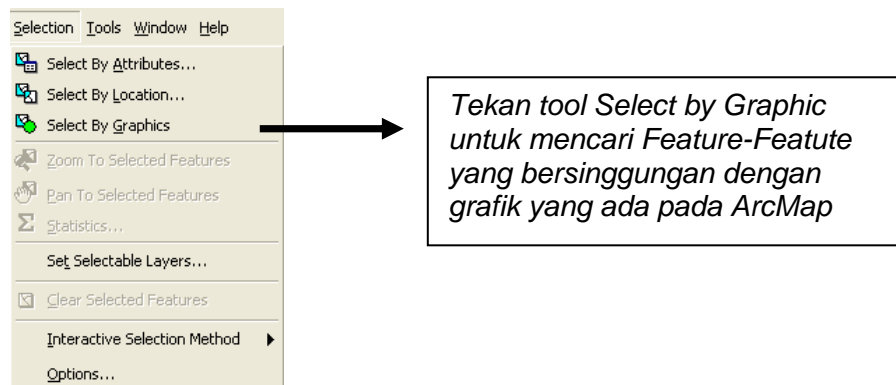 Selection Tools Window Help
Select By Attributes...
Select By Location...
Select By Graphics
Zoom To Selected Features
Pan To Selected Features
Statistics...
Set Selectable Layers...
Clear Selected Features
Interactive Selection Method
Options...
Tekan tool Select by Graphic
untuk mencari Feature-Featute
yang bersinggungan dengan
grafik yang ada pada ArcMap